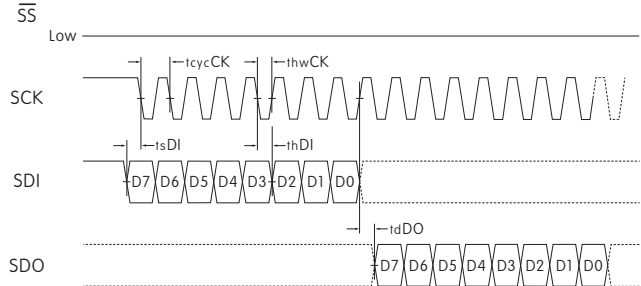 SS
Low
tcycCK
thwCK
SCK
tsDI
thDI
SDI
D7 D6 D5 D4 D3 D2 D1 D0
tdDO
SDO
D7 D6 D5 D4 D3 D2 D1 D0